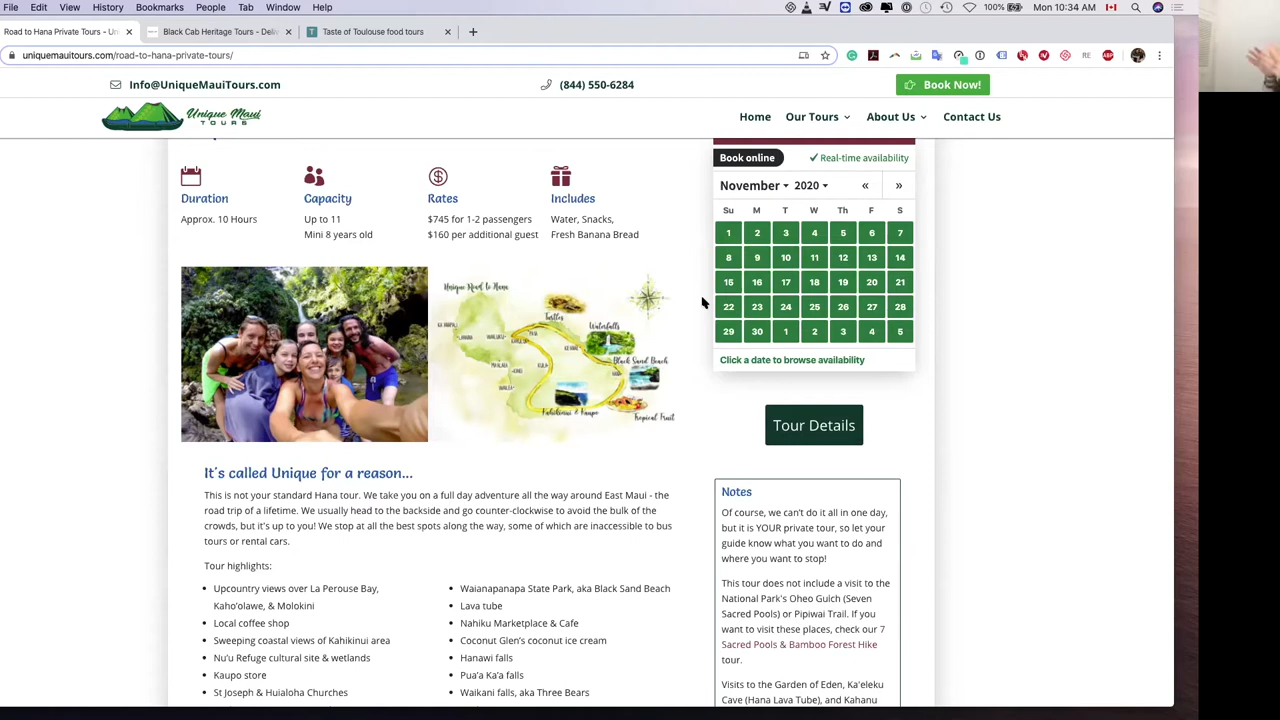 Safari
File Edit View History Bookmarks People Tab Window Help
100% Mon 10:34 AM
Road to Hana Private Tours - Un
Black Cab Heritage Tours - Deli
Taste of Toulouse food tours
uniquemauitours.com/road-to-hana-private-tours/
Info@UniqueMauiTours.com
(844) 550-6284
Book Now!
Unique Maui
TOURS
Home Our Tours About Us Contact Us
Duration
Approx. 10 Hours
Capacity
Up to 11
Mini 8 years old
Rates
$745 for 1-2 passengers
$160 per additional guest
Includes
Water, Snacks,
Fresh Banana Bread
Unique Road to Hana
Turtles
Waterfalls
Black Sand Beach
Kahikinui & Kaupo
Tropical Fruit
It's called Unique for a reason...
This is not your standard Hana tour. We take you on a full day adventure all the way around East Maui - the
road trip of a lifetime. We usually head to the backside and go counter-clockwise to avoid the bulk of the
crowds, but it's up to you! We stop at all the best spots along the way, some of which are inaccessible to bus
tours or rental cars.
Tour highlights:
• Upcountry views over La Perouse Bay,
Kaho'olawe, & Molokini
• Local coffee shop
• Sweeping coastal views of Kahikinui area
• Nu'u Refuge cultural site & wetlands
• Kaupo store
• St Joseph & Huialoha Churches
• Waianapanapa State Park, aka Black Sand Beach
• Lava tube
• Nahiku Marketplace & Cafe
• Coconut Glen's coconut ice cream
• Hanawi falls
• Pua'a Ka'a falls
• Waikani falls, aka Three Bears
Book online
✓ Real-time availability
November 2020 « »
Su M T W Th F S
1 2 3 4 5 6 7
8 9 10 11 12 13 14
15 16 17 18 19 20 21
22 23 24 25 26 27 28
29 30 1 2 3 4 5
Click a date to browse availability
Tour Details
Notes
Of course, we can't do it all in one day,
but it is YOUR private tour, so let your
guide know what you want to do and
where you want to stop!
This tour does not include a visit to the
National Park's Oheo Gulch (Seven
Sacred Pools) or Pipiwai Trail. If you
want to visit these places, check our 7
Sacred Pools & Bamboo Forest Hike
tour.
Visits to the Garden of Eden, Ka'eleku
Cave (Hana Lava Tube), and Kahanu